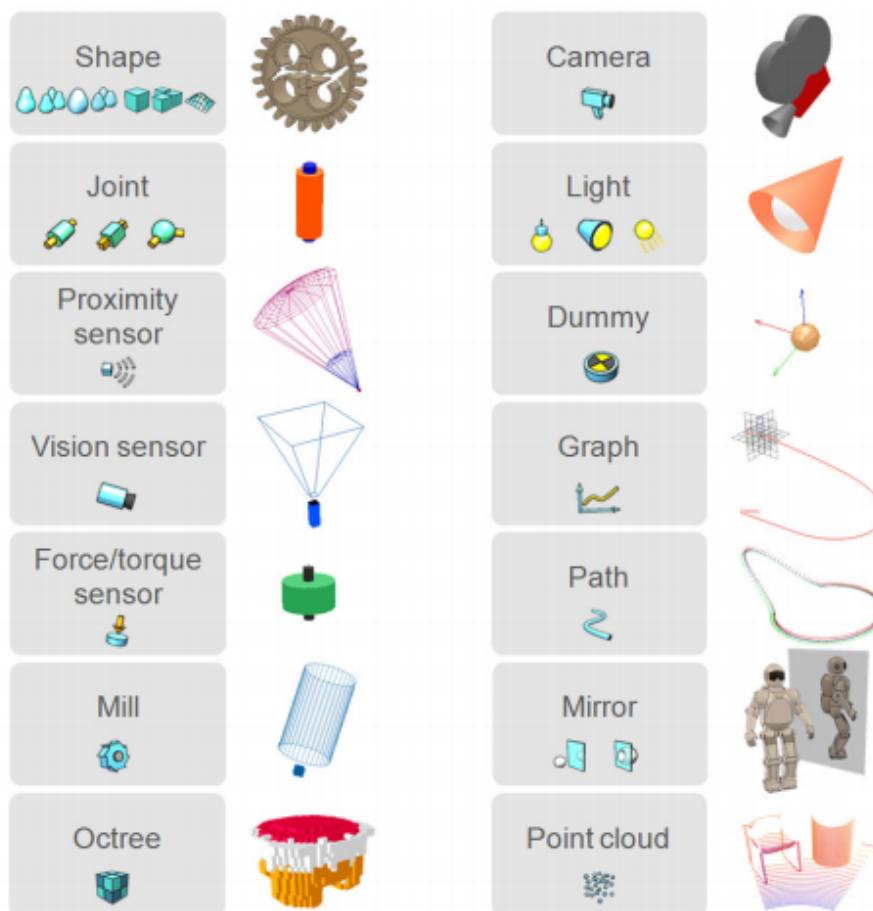 Shape
Camera
Joint
Light
Proximity
sensor
Dummy
Vision sensor
Graph
Force/torque
sensor
Path
Mill
Mirror
Octree
Point cloud